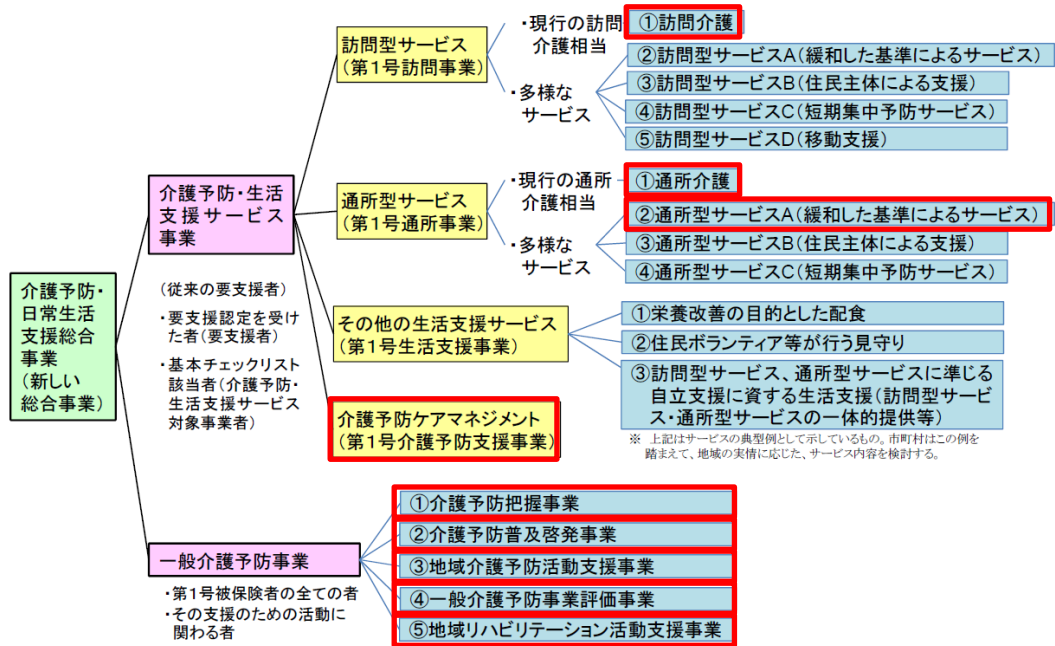 介護予防・
日常生活
支援総合
事業
(新しい
総合事業)
介護予防・生活
支援サービス
事業
(従来の要支援者)
・要支援認定を受け
た者(要支援者)
・基本チェックリスト
該当者(介護予防・
生活支援サービス
対象事業者)
訪問型サービス
(第1号訪問事業)
・現行の訪問
介護相当
①訪問介護
・多様な
サービス
②訪問型サービスA(緩和した基準によるサービス)
③訪問型サービスB(住民主体による支援)
④訪問型サービスC(短期集中予防サービス)
⑤訪問型サービスD(移動支援)
通所型サービス
(第1号通所事業)
・現行の通所
介護相当
①通所介護
・多様な
サービス
②通所型サービスA(緩和した基準によるサービス)
③通所型サービスB(住民主体による支援)
④通所型サービスC(短期集中予防サービス)
その他の生活支援サービス
(第1号生活支援事業)
①栄養改善の目的とした配食
②住民ボランティア等が行う見守り
③訪問型サービス、通所型サービスに準じる
自立支援に資する生活支援(訪問型サービ
ス・通所型サービスの一体的提供等)
※ 上記はサービスの典型例として示しているもの。市町村はこの例を
踏まえて、地域の実情に応じた、サービス内容を検討する。
介護予防ケアマネジメント
(第1号介護予防支援事業)
一般介護予防事業
・第1号被保険者の全ての者
・その支援のための活動に
関わる者
①介護予防把握事業
②介護予防普及啓発事業
③地域介護予防活動支援事業
④一般介護予防事業評価事業
⑤地域リハビリテーション活動支援事業